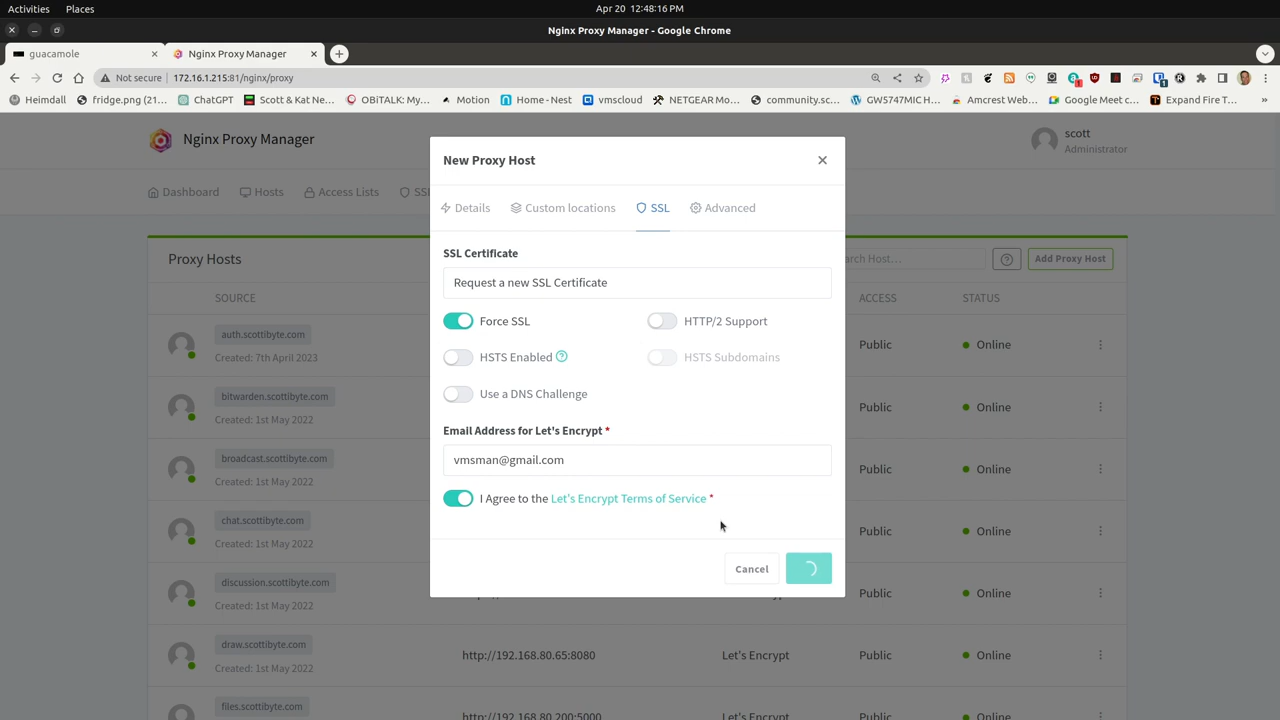 Activities Places Apr 20 12:48:16 PM
Nginx Proxy Manager - Google Chrome
guacamole Nginx Proxy Manager
Not secure 172.16.1.215:81/nginx/proxy
Heimdall fridge.png (21... ChatGPT Scott & Kat Ne... OBiTALK: My... Motion Home - Nest vmscloud NETGEAR Mo... community.sc... GW5747MIC H... Amcrest Web... Google Meet c... Expand Fire T... »
Nginx Proxy Manager
scott
Administrator
Dashboard Hosts Access Lists SSL
New Proxy Host
Details Custom locations SSL Advanced
SSL Certificate
Request a new SSL Certificate
Force SSL HTTP/2 Support
HSTS Enabled HSTS Subdomains
Use a DNS Challenge
Email Address for Let's Encrypt *
vmsman@gmail.com
I Agree to the Let's Encrypt Terms of Service *
Cancel
Proxy Hosts Host... Add Proxy Host
SOURCE ACCESS STATUS
auth.scottibyte.com
Created: 7th April 2023
Public Online
bitwarden.scottibyte.com
Created: 1st May 2022
Public Online
broadcast.scottibyte.com
Created: 1st May 2022
Public Online
chat.scottibyte.com
Created: 1st May 2022
Public Online
discussion.scottibyte.com
Created: 1st May 2022
Public Online
draw.scottibyte.com
Created: 1st May 2022
http://192.168.80.65:8080 Let's Encrypt Public Online
files.scottibyte.com
http://192.168.80.200:5000 Let's Encrypt Public Online